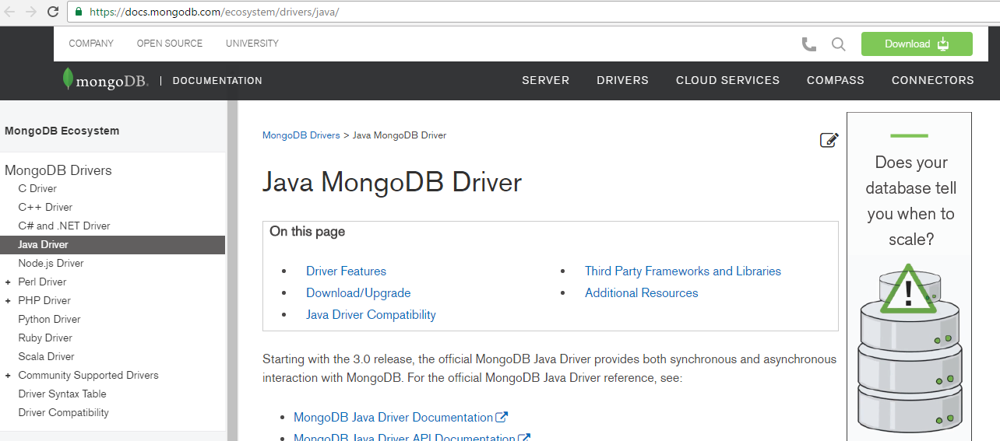 https://docs.mongodb.com/ecosystem/drivers/java/
COMPANY OPEN SOURCE UNIVERSITY
Download
mongoDB. | DOCUMENTATION
SERVER DRIVERS CLOUD SERVICES COMPASS CONNECTORS
MongoDB Ecosystem
MongoDB Drivers
C Driver
C++ Driver
C# and .NET Driver
Java Driver
Node.js Driver
+ Perl Driver
+ PHP Driver
Python Driver
Ruby Driver
Scala Driver
+ Community Supported Drivers
Driver Syntax Table
Driver Compatibility
MongoDB Drivers > Java MongoDB Driver
Java MongoDB Driver
On this page
• Driver Features
• Download/Upgrade
• Java Driver Compatibility
• Third Party Frameworks and Libraries
• Additional Resources
Starting with the 3.0 release, the official MongoDB Java Driver provides both synchronous and asynchronous
interaction with MongoDB. For the official MongoDB Java Driver reference, see:
• MongoDB Java Driver Documentation
• MongoDB Java Driver API Documentation
Does your
database tell
you when to
scale?
!